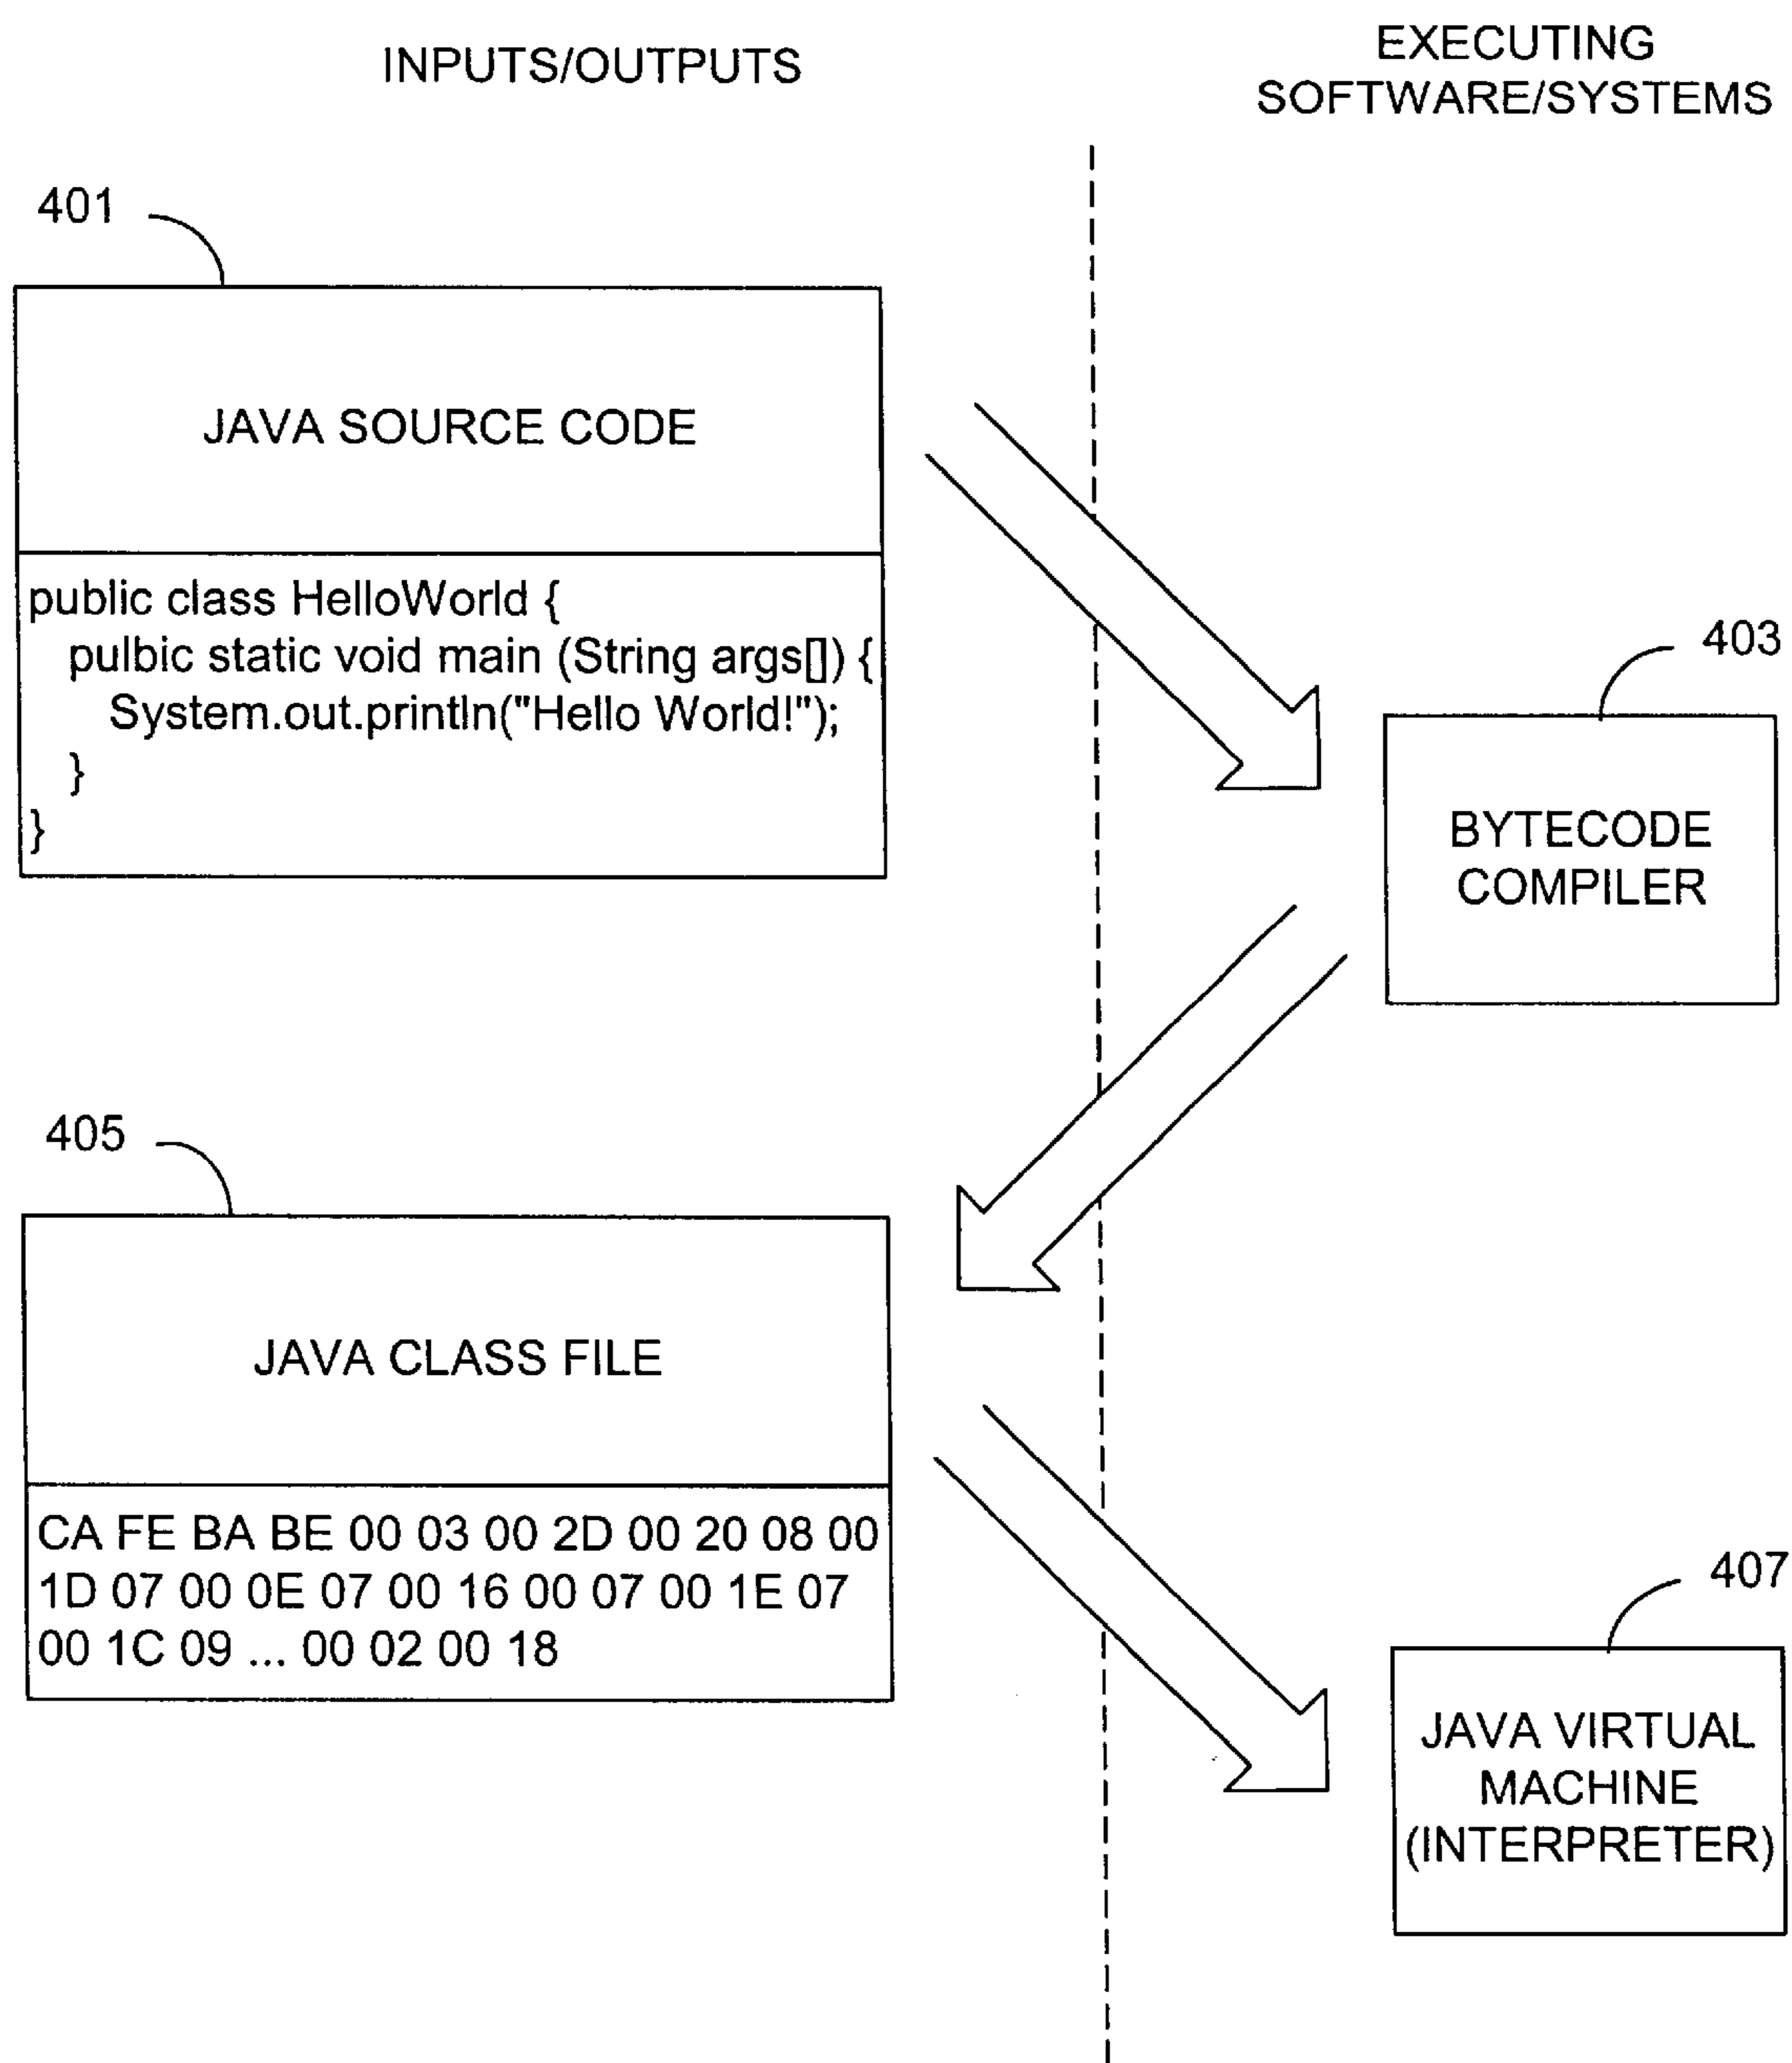 INPUTS/OUTPUTS
EXECUTING
SOFTWARE/SYSTEMS
401
JAVA SOURCE CODE
public class HelloWorld {
pulbic static void main (String args[]) {
System.out.println("Hello World!");
}
}
403
BYTECODE
COMPILER
405
JAVA CLASS FILE
CA FE BA BE 00 03 00 2D 00 20 08 00
1D 07 00 0E 07 00 16 00 07 00 1E 07
00 1C 09 ... 00 02 00 18
407
JAVA VIRTUAL
MACHINE
(INTERPRETER)